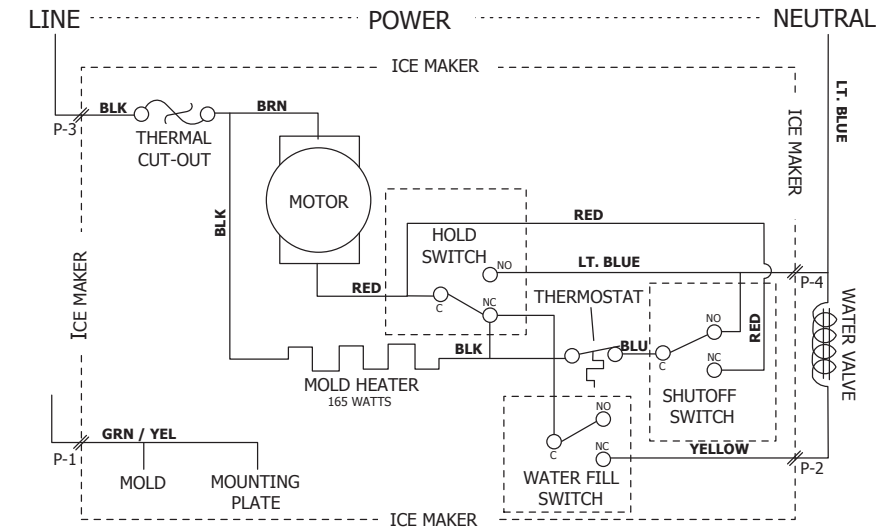 LINE
POWER
NEUTRAL
ICE MAKER
BLK
BRN
P-3
THERMAL
CUT-OUT
LT. BLUE
ICE MAKER
MOTOR
BLK
RED
HOLD
SWITCH
NO
LT. BLUE
RED
C
NC
THERMOSTAT
P-4
ICE MAKER
BLK
BLU
NO
RED
WATER VALVE
MOLD HEATER
165 WATTS
C
NC
SHUTOFF
SWITCH
NO
GRN / YEL
C
NC
YELLOW
P-1
P-2
MOLD
MOUNTING
PLATE
WATER FILL
SWITCH
ICE MAKER